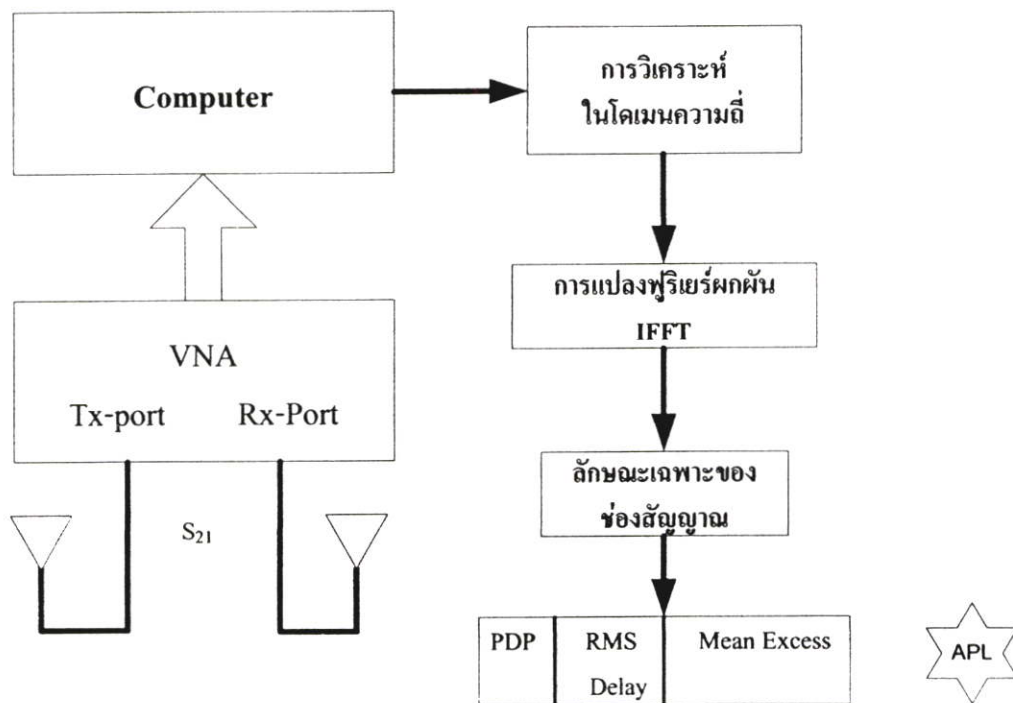 Computer
การวิเคราะห์
ในโดเมนความถี่
การแปลงฟูริเยร์ผกผัน
IFFT
VNA
Tx-port Rx-Port
S₂₁
ลักษณะเฉพาะของ
ช่องสัญญาณ
PDP RMS Mean Excess
Delay
APL